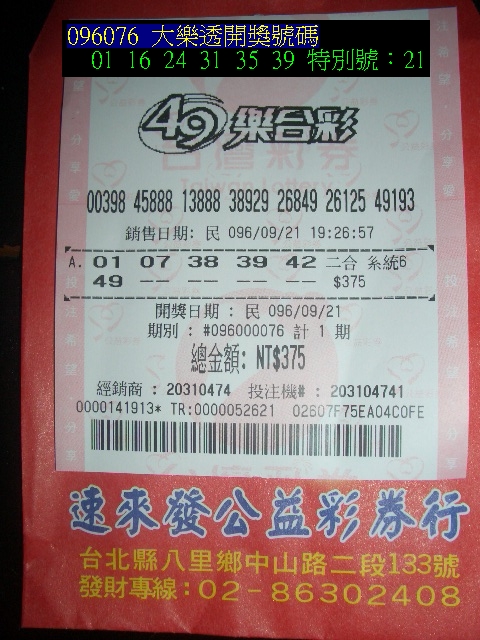 096076 大樂透開獎號碼
01 16 24 31 35 39 特別號：21
49 樂合彩
00398 45888 13888 38929 26849 26125 49193
銷售日期: 民 096/09/21 19:26:57
A. 01 07 38 39 42 二合 系統6
49 —— —— —— —— $375
開獎日期 : 民 096/09/21
期別 : #096000076 計 1 期
總金額: NT$375
經銷商 : 20310474 投注機# : 203104741
0000141913* TR:0000052621 02607F75EA04C0FE
速來發公益彩券行
台北縣八里鄉中山路二段133號
發財專線：02-86302408